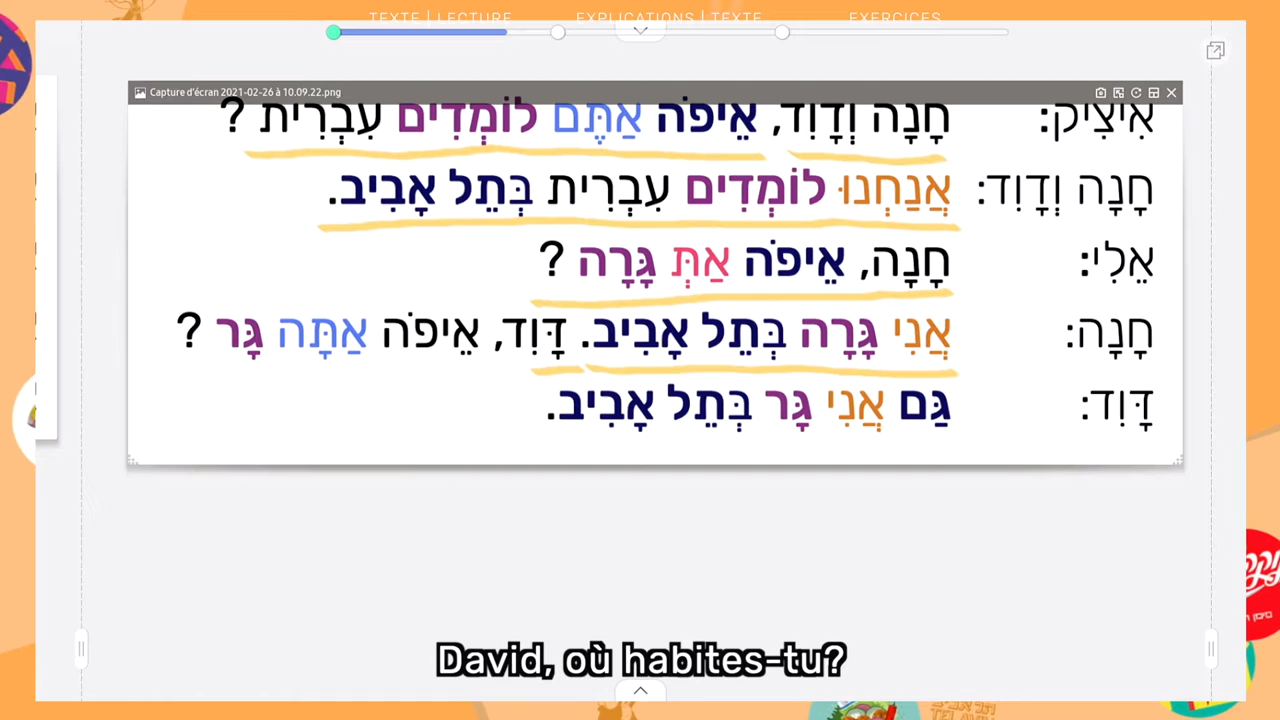 TEXTE | LECTURE EXPLICATIONS | TEXTE EXERCICES
Capture d'écran 2021-02-26 à 10.09.22.png
אִיצִיק: חָנָה וְדָוִד, אֵיפֹה אַתֶּם לוֹמְדִים עִבְרִית ?
חָנָה וְדָוִד: אֲנַחְנוּ לוֹמְדִים עִבְרִית בְּתֵל אָבִיב.
אֵלִי: חָנָה, אֵיפֹה אַתְּ גָּרָה ?
חָנָה: אֲנִי גָּרָה בְּתֵל אָבִיב. דָּוִד, אֵיפֹה אַתָּה גָּר ?
דָּוִד: גַּם אֲנִי גָּר בְּתֵל אָבִיב.
David, où habites-tu?